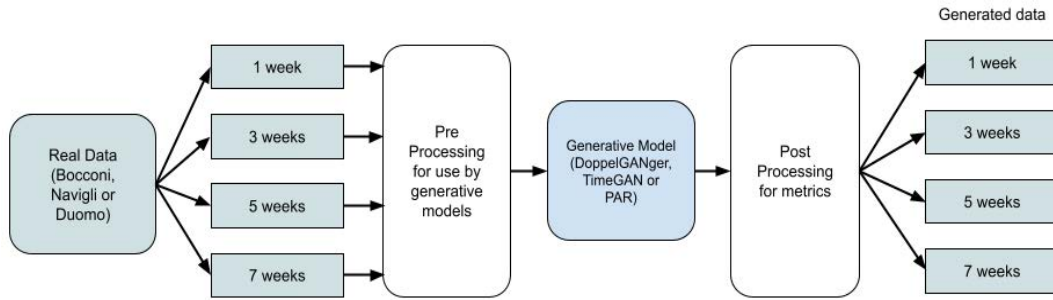 Real Data
(Bocconi,
Navigli or
Duomo)
1 week
3 weeks
5 weeks
7 weeks
Pre
Processing
for use by
generative
models
Generative Model
(DoppelGANger,
TimeGAN or
PAR)
Post
Processing
for metrics
Generated data
1 week
3 weeks
5 weeks
7 weeks